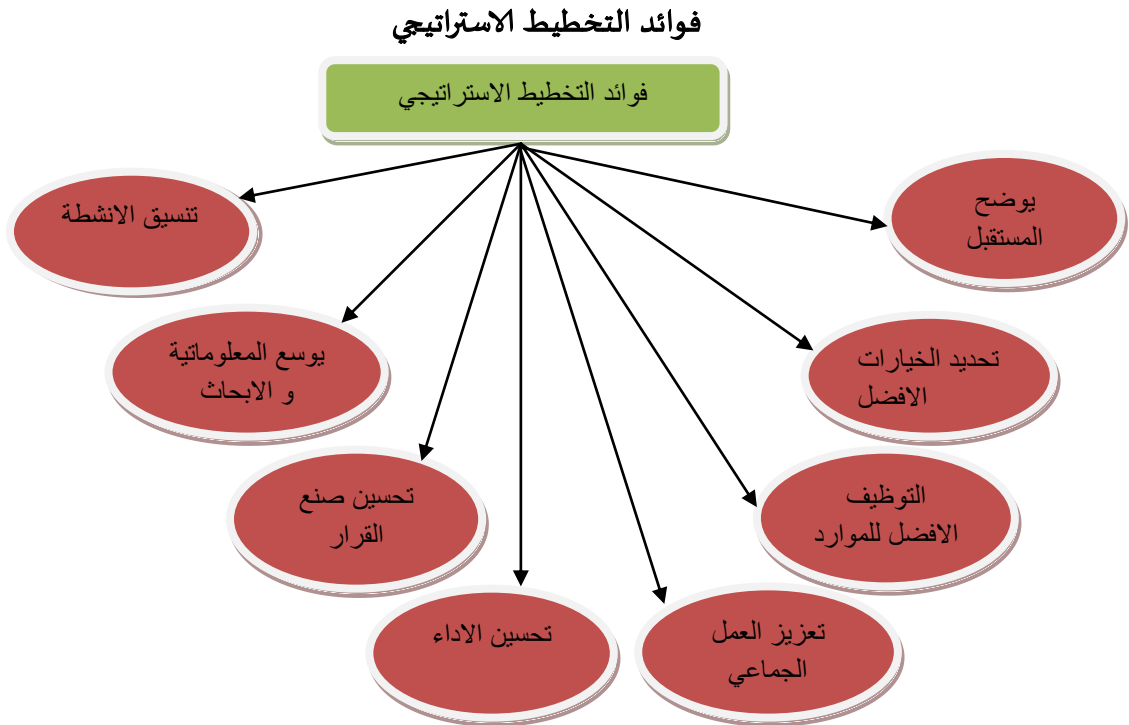 فوائد التخطيط الاستراتيجي
فوائد التخطيط الاستراتيجي
يوضح
المستقبل
تنسيق الانشطة
تحديد الخيارات
الافضل
يوسع المعلوماتية
و الابحاث
التوظيف
الافضل للموارد
تحسين صنع
القرار
تعزيز العمل
الجماعي
تحسين الاداء